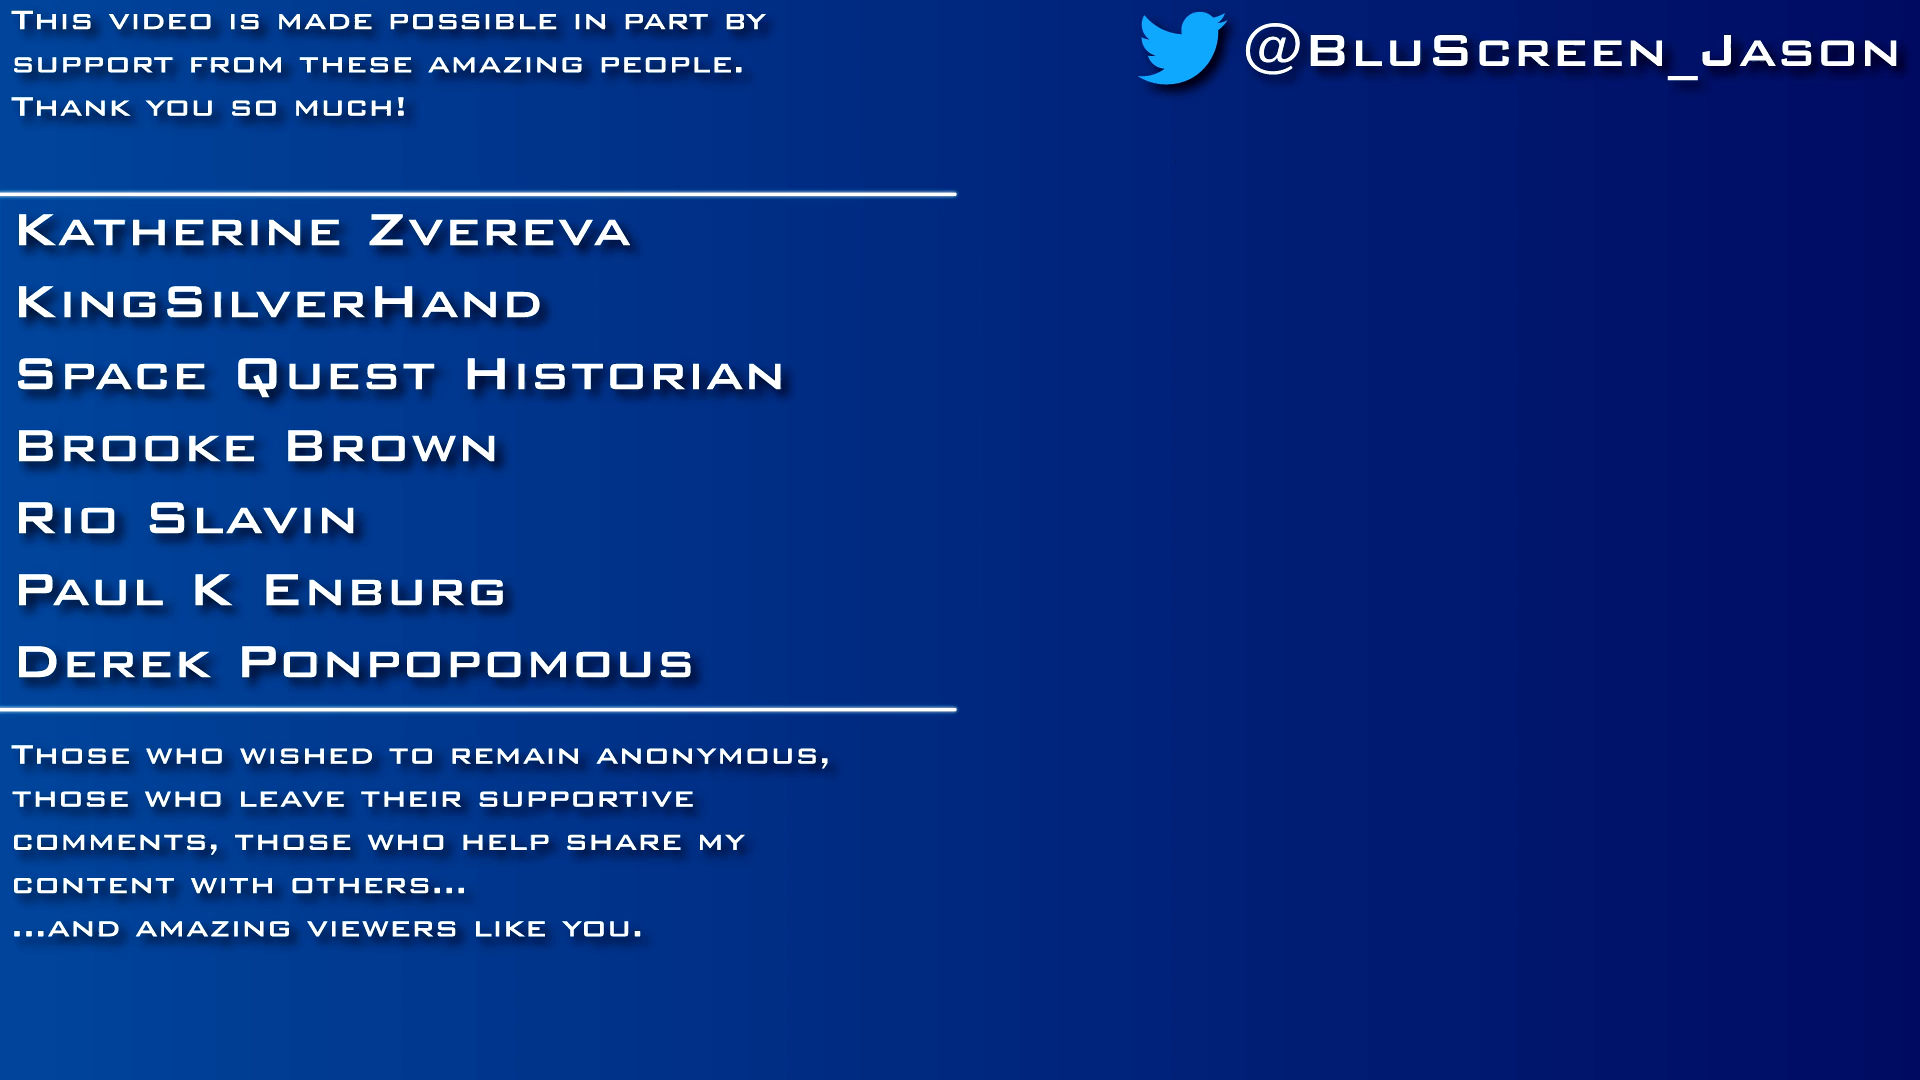 This video is made possible in part by
support from these amazing people.
Thank you so much!
@BluScreen_Jason
Katherine Zvereva
KingSilverHand
Space Quest Historian
Brooke Brown
Rio Slavin
Paul K Enburg
Derek Ponpopomous
Those who wished to remain anonymous,
those who leave their supportive
comments, those who help share my
content with others...
...and amazing viewers like you.